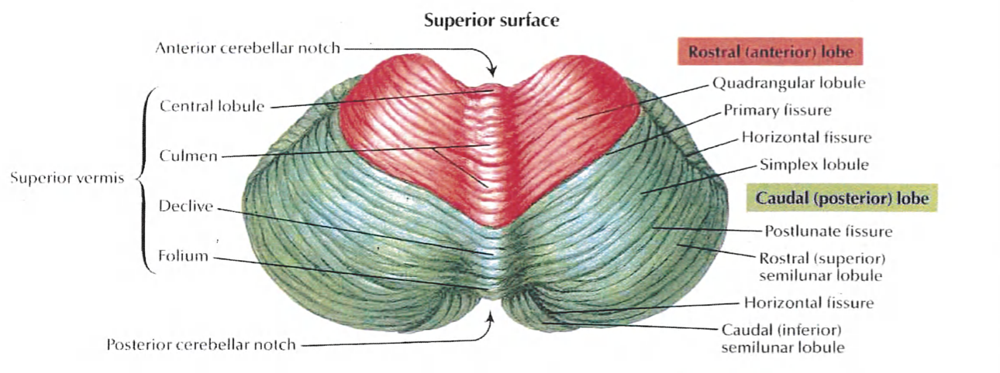 Superior surface
Anterior cerebellar notch
Rostral (anterior) lobe
Quadrangular lobule
Central lobule
Primary fissure
Horizontal fissure
Culmen
Simplex lobule
Superior vermis
Caudal (posterior) lobe
Declive
Postlunate fissure
Folium
Rostral (superior)
semilunar lobule
Horizontal fissure
Caudal (inferior)
semilunar lobule
Posterior cerebellar notch